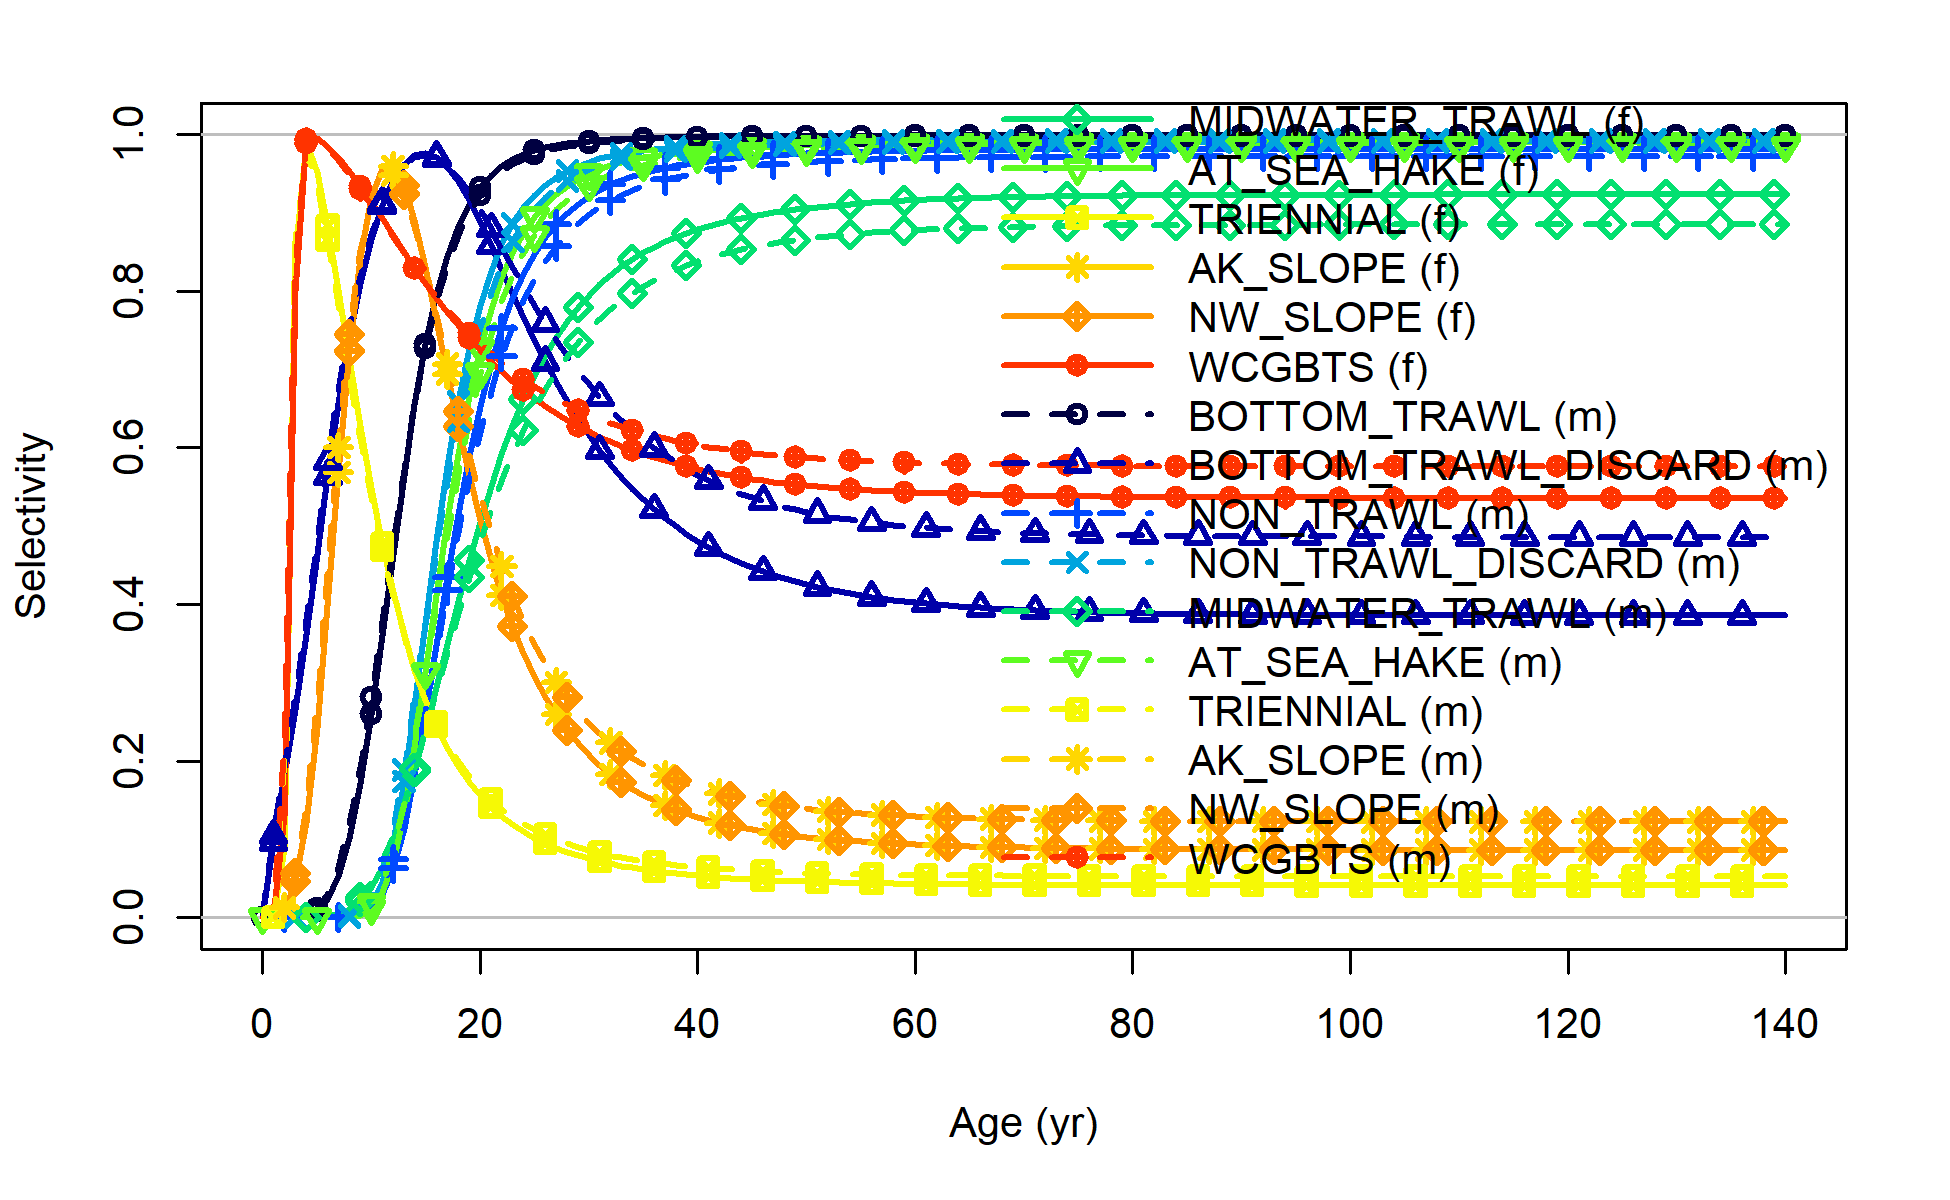 MIDWATER_TRAWL (f)
AT_SEA_HAKE (f)
TRIENNIAL (f)
AK_SLOPE (f)
NW_SLOPE (f)
WCGBTS (f)
BOTTOM_TRAWL (m)
BOTTOM_TRAWL_DISCARD (m)
NON_TRAWL (m)
NON_TRAWL_DISCARD (m)
MIDWATER_TRAWL (m)
AT_SEA_HAKE (m)
TRIENNIAL (m)
AK_SLOPE (m)
NW_SLOPE (m)
WCGBTS (m)
Selectivity
1.0
0.8
0.6
0.4
0.2
0.0
0 20 40 60 80 100 120 140
Age (yr)